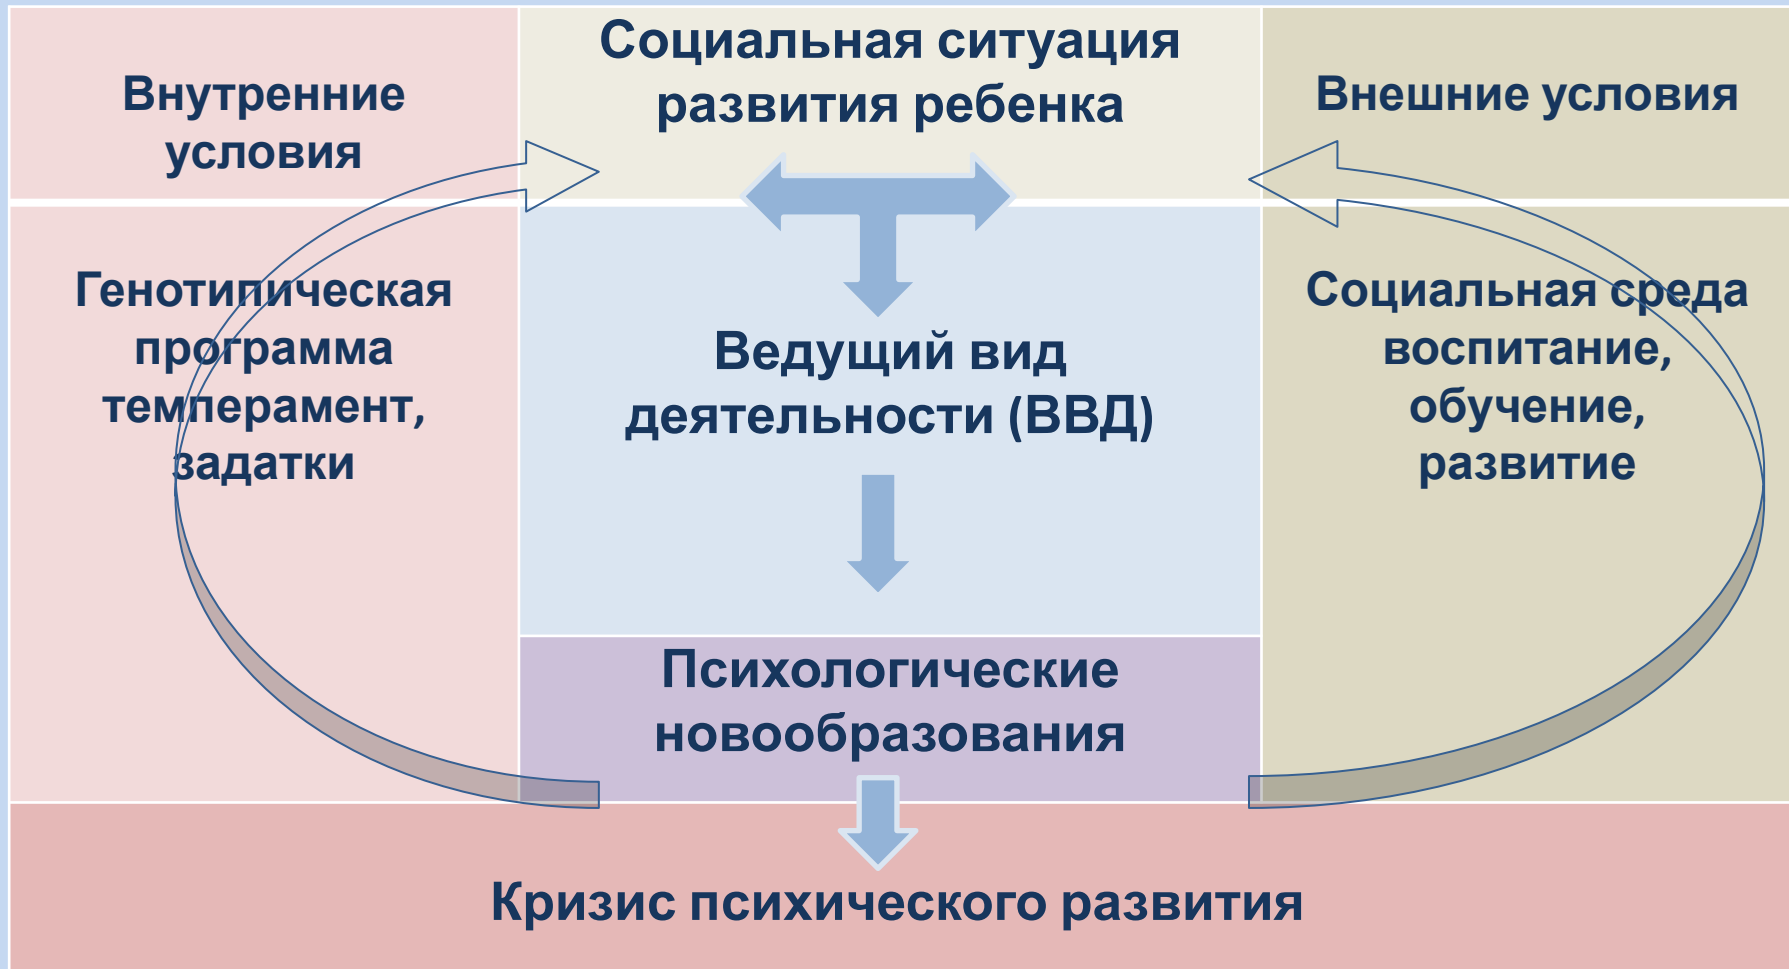 Внутренние
условия
Социальная ситуация
развития ребенка
Внешние условия
Генотипическая
программа
темперамент,
задатки
Ведущий вид
деятельности (ВВД)
Социальная среда
воспитание,
обучение,
развитие
Психологические
новообразования
Кризис психического развития